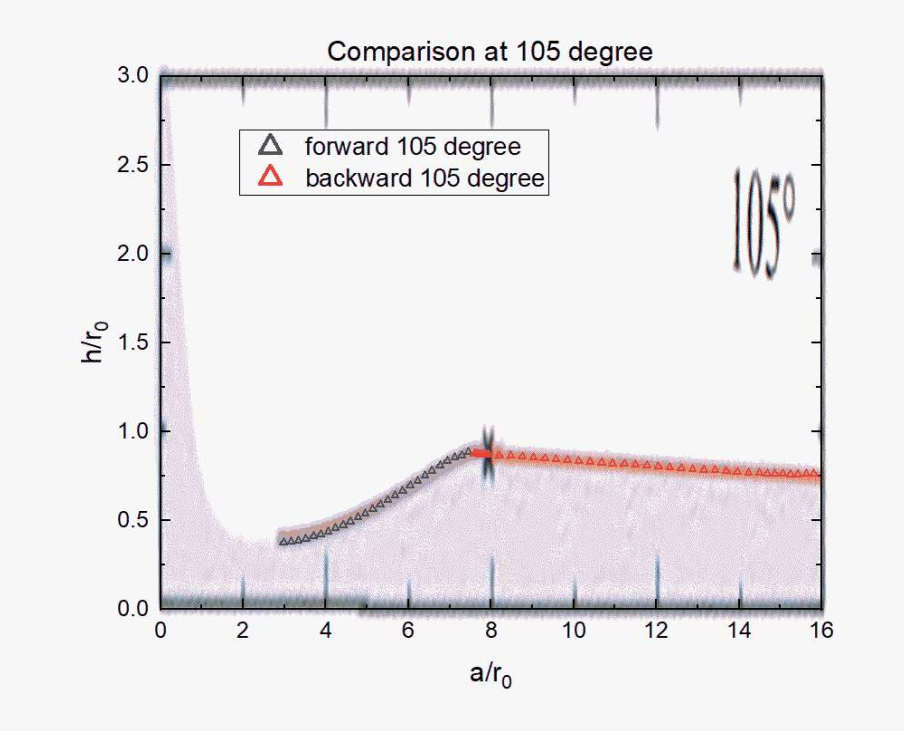 Comparison at 105 degree
3.0
2.5
2.0
1.5
1.0
0.5
0.0
h/r₀
forward 105 degree
backward 105 degree
105°
0 2 4 6 8 10 12 14 16
a/r₀